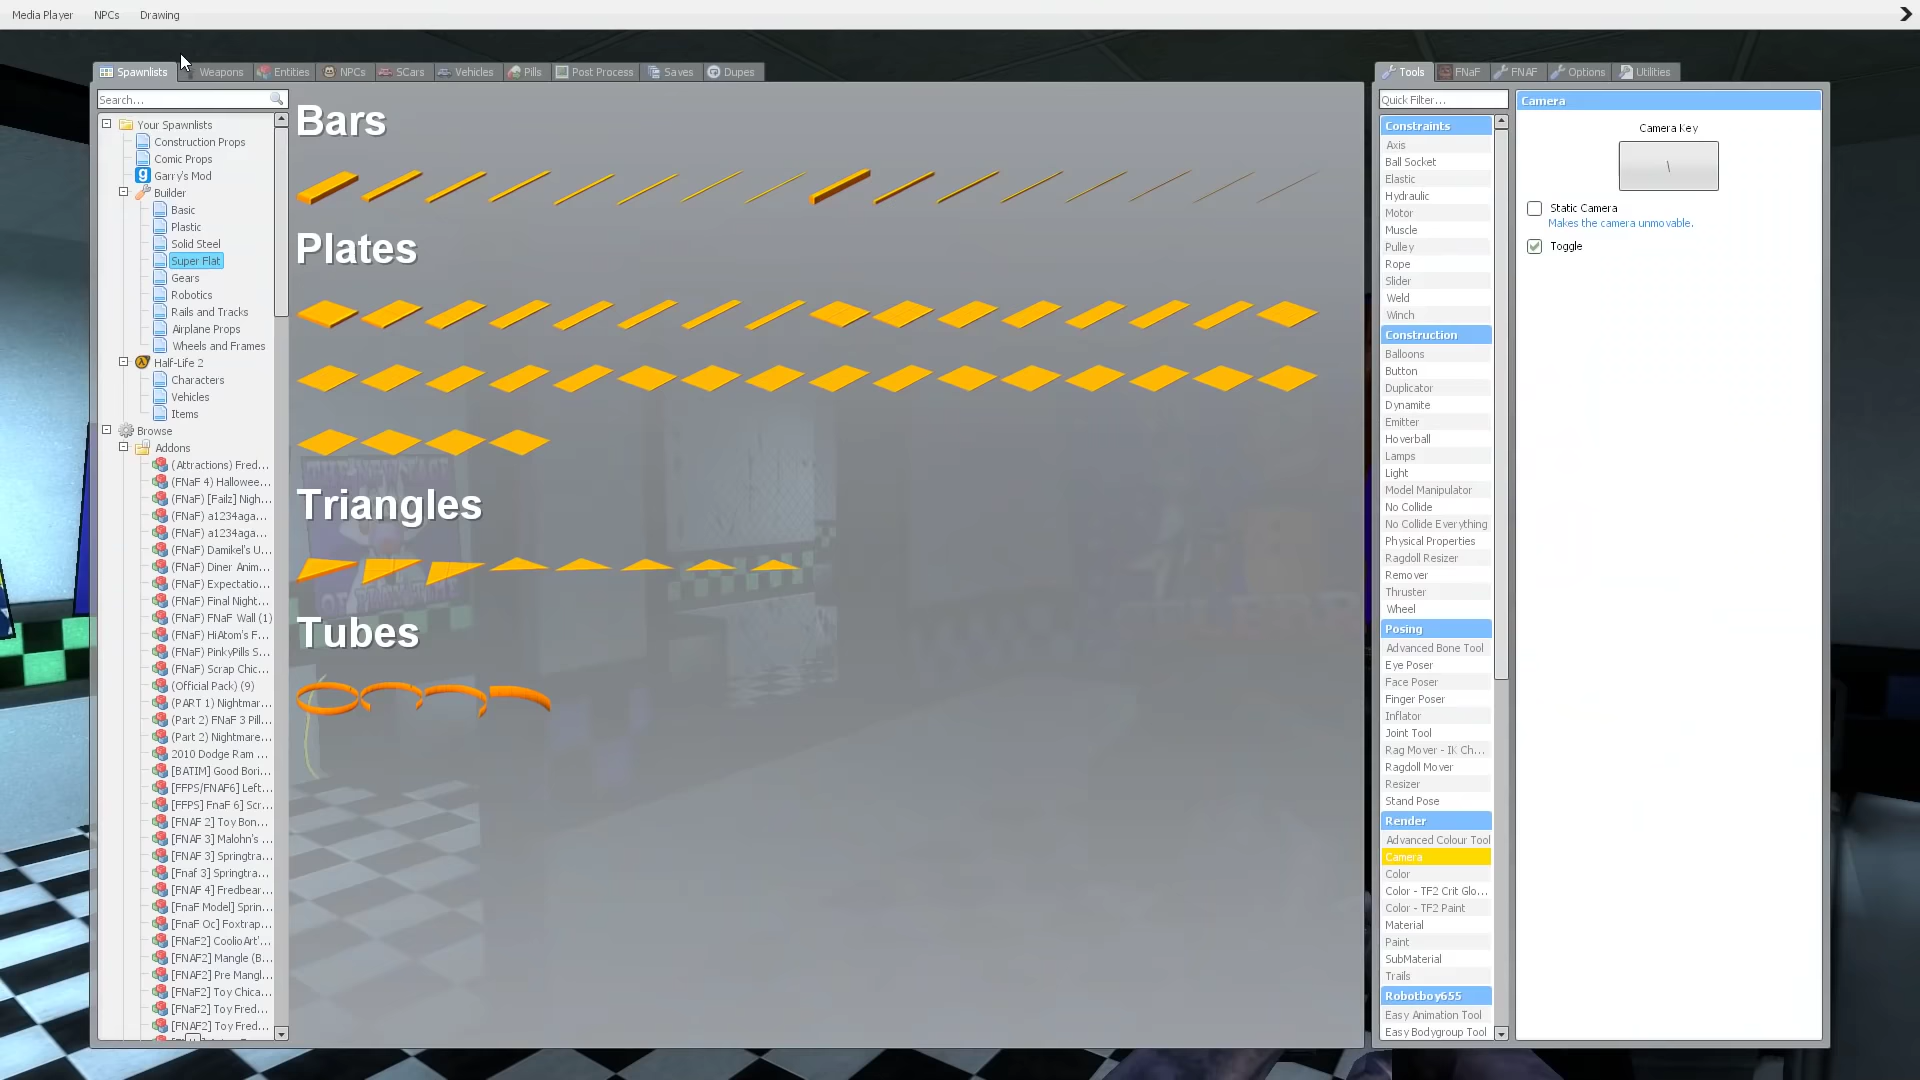 Media Player
NPCs
Drawing
Spawnlists
Weapons
Entities
NPCs
SCars
Vehicles
Pills
Post Process
Saves
Dupes
Tools
FNaF
FNAF
Options
Utilities
Search...
Your Spawnlists
Construction Props
Comic Props
Garry's Mod
Builder
Basic
Plastic
Solid Steel
Super Flat
Gears
Robotics
Rails and Tracks
Airplane Props
Wheels and Frames
Half-Life 2
Characters
Vehicles
Items
Browse
Addons
(Attractions) Fred...
(FNaF 4) Hallowee...
(FNaF) [Failz] Nigh...
(FNaF) a1234aga...
(FNaF) a1234aga...
(FNaF) Damikel's U...
(FNaF) Diner Anim...
(FNaF) Expectatio...
(FNaF) Final Night...
(FNaF) FNaF Wall (1)
(FNaF) HiAtom's F...
(FNaF) PinkyPills S...
(FNaF) Scrap Chic...
(Official Pack) (9)
(PART 1) Nightmar...
(Part 2) FNaF 3 Pill...
(Part 2) Nightmare...
2010 Dodge Ram ...
[BATIM] Good Bori...
[FFPS/FNAF6] Left...
[FFPS] FnaF 6] Scr...
[FNAF 2] Toy Bon...
[FNAF 3] Malohn's ...
[FNAF 3] Springtra...
[Fnaf 3] Springtra...
[FNAF 4] Fredbear...
[FnaF Model] Sprin...
[FnaF Oc] Foxtrap...
[FNaF2] CoolioArt'...
[FNAF2] Mangle (B...
[FNAF2] Pre Mangl...
[FNaF2] Toy Chica...
[FNaF2] Toy Fred...
[FNAF2] Toy Fred...
Bars
Plates
Triangles
Tubes
Quick Filter...
Constraints
Axis
Ball Socket
Elastic
Hydraulic
Motor
Muscle
Pulley
Rope
Slider
Weld
Winch
Construction
Balloons
Button
Duplicator
Dynamite
Emitter
Hoverball
Lamps
Light
Model Manipulator
No Collide
No Collide Everything
Physical Properties
Ragdoll Resizer
Remover
Thruster
Wheel
Posing
Advanced Bone Tool
Eye Poser
Face Poser
Finger Poser
Inflator
Joint Tool
Rag Mover - IK Ch...
Ragdoll Mover
Resizer
Stand Pose
Render
Advanced Colour Tool
Camera
Color
Color - TF2 Crit Glo...
Color - TF2 Paint
Material
Paint
SubMaterial
Trails
Robotboy655
Easy Animation Tool
Easy Bodygroup Tool
Camera
Camera Key
\
Static Camera
Makes the camera unmovable.
Toggle